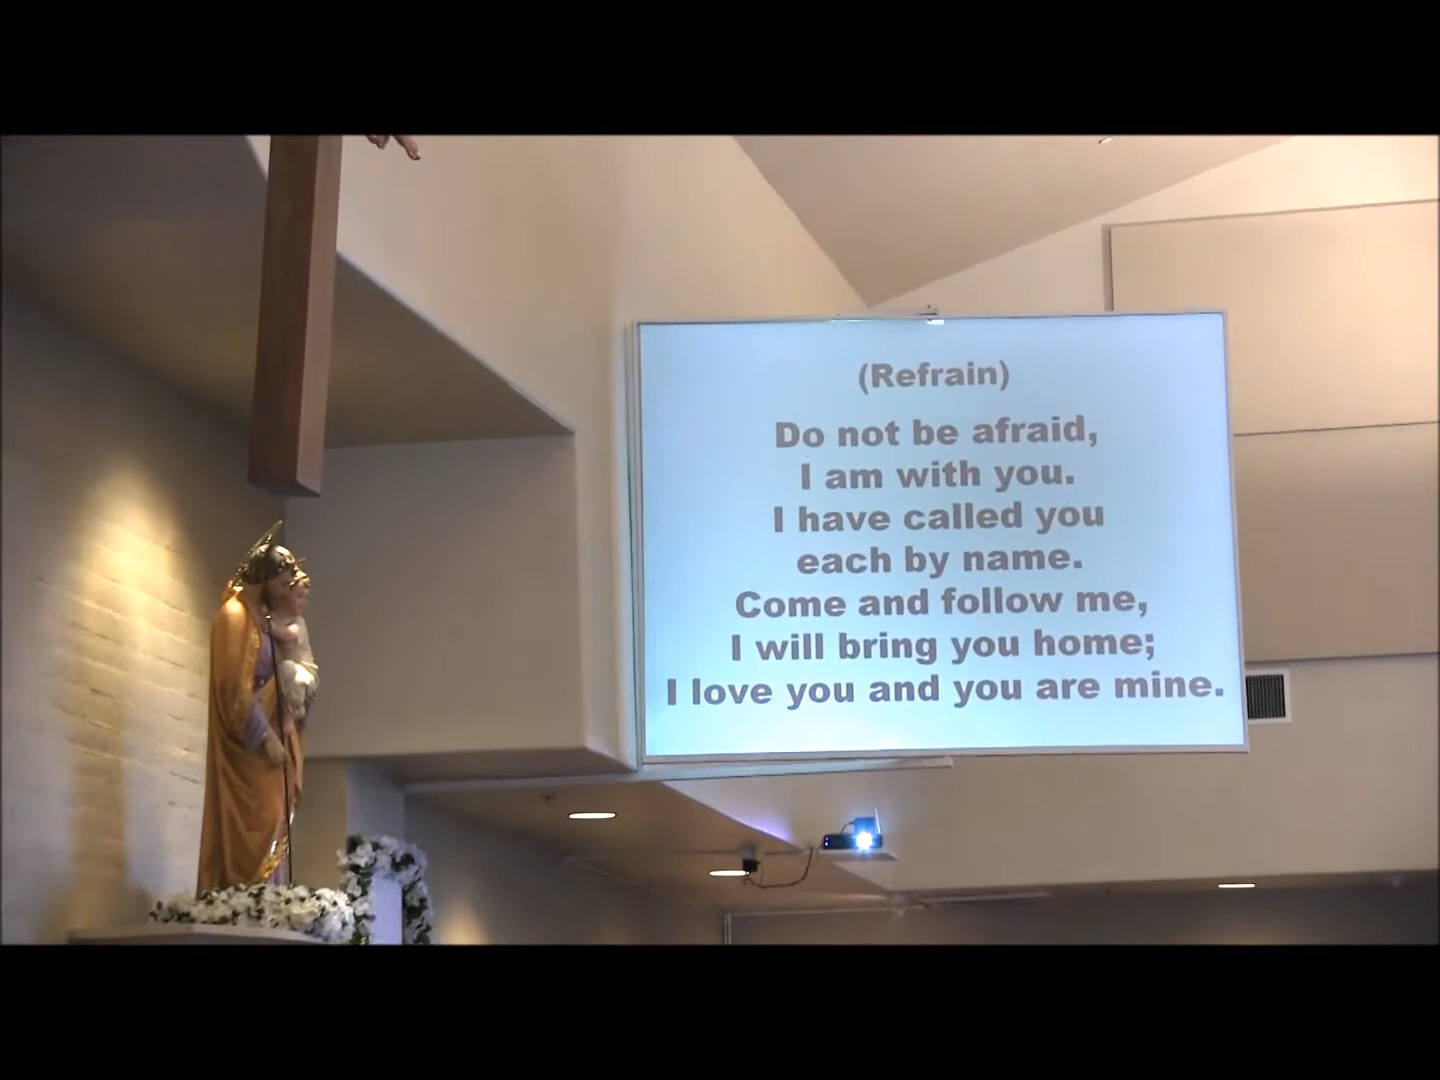 (Refrain)
Do not be afraid,
I am with you.
I have called you
each by name.
Come and follow me,
I will bring you home;
I love you and you are mine.